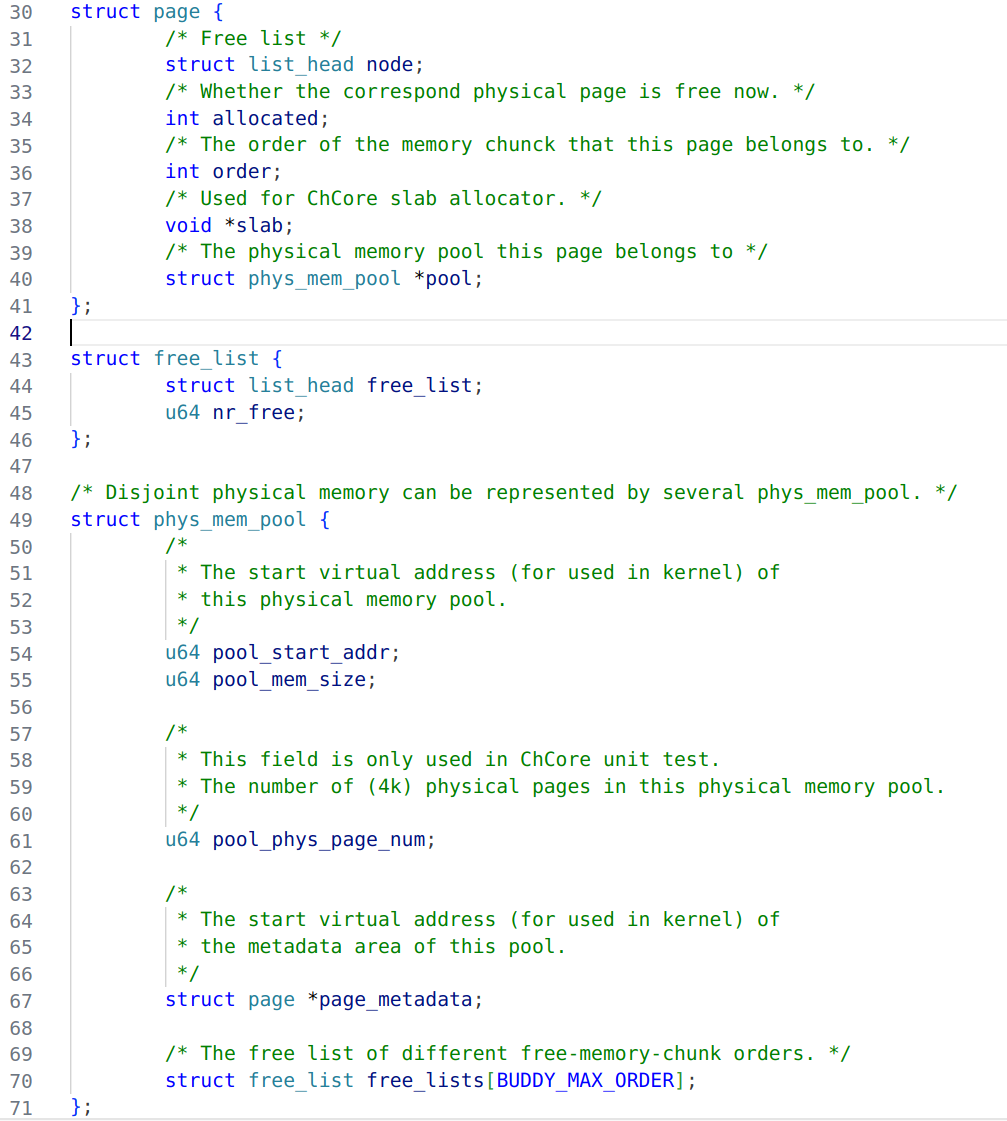 30 struct page {
31 /* Free list */
32 struct list_head node;
33 /* Whether the correspond physical page is free now. */
34 int allocated;
35 /* The order of the memory chunck that this page belongs to. */
36 int order;
37 /* Used for ChCore slab allocator. */
38 void *slab;
39 /* The physical memory pool this page belongs to */
40 struct phys_mem_pool *pool;
41 };
42
43 struct free_list {
44 struct list_head free_list;
45 u64 nr_free;
46 };
47
48 /* Disjoint physical memory can be represented by several phys_mem_pool. */
49 struct phys_mem_pool {
50 /*
51 * The start virtual address (for used in kernel) of
52 * this physical memory pool.
53 */
54 u64 pool_start_addr;
55 u64 pool_mem_size;
56
57 /*
58 * This field is only used in ChCore unit test.
59 * The number of (4k) physical pages in this physical memory pool.
60 */
61 u64 pool_phys_page_num;
62
63 /*
64 * The start virtual address (for used in kernel) of
65 * the metadata area of this pool.
66 */
67 struct page *page_metadata;
68
69 /* The free list of different free-memory-chunk orders. */
70 struct free_list free_lists[BUDDY_MAX_ORDER];
71 };